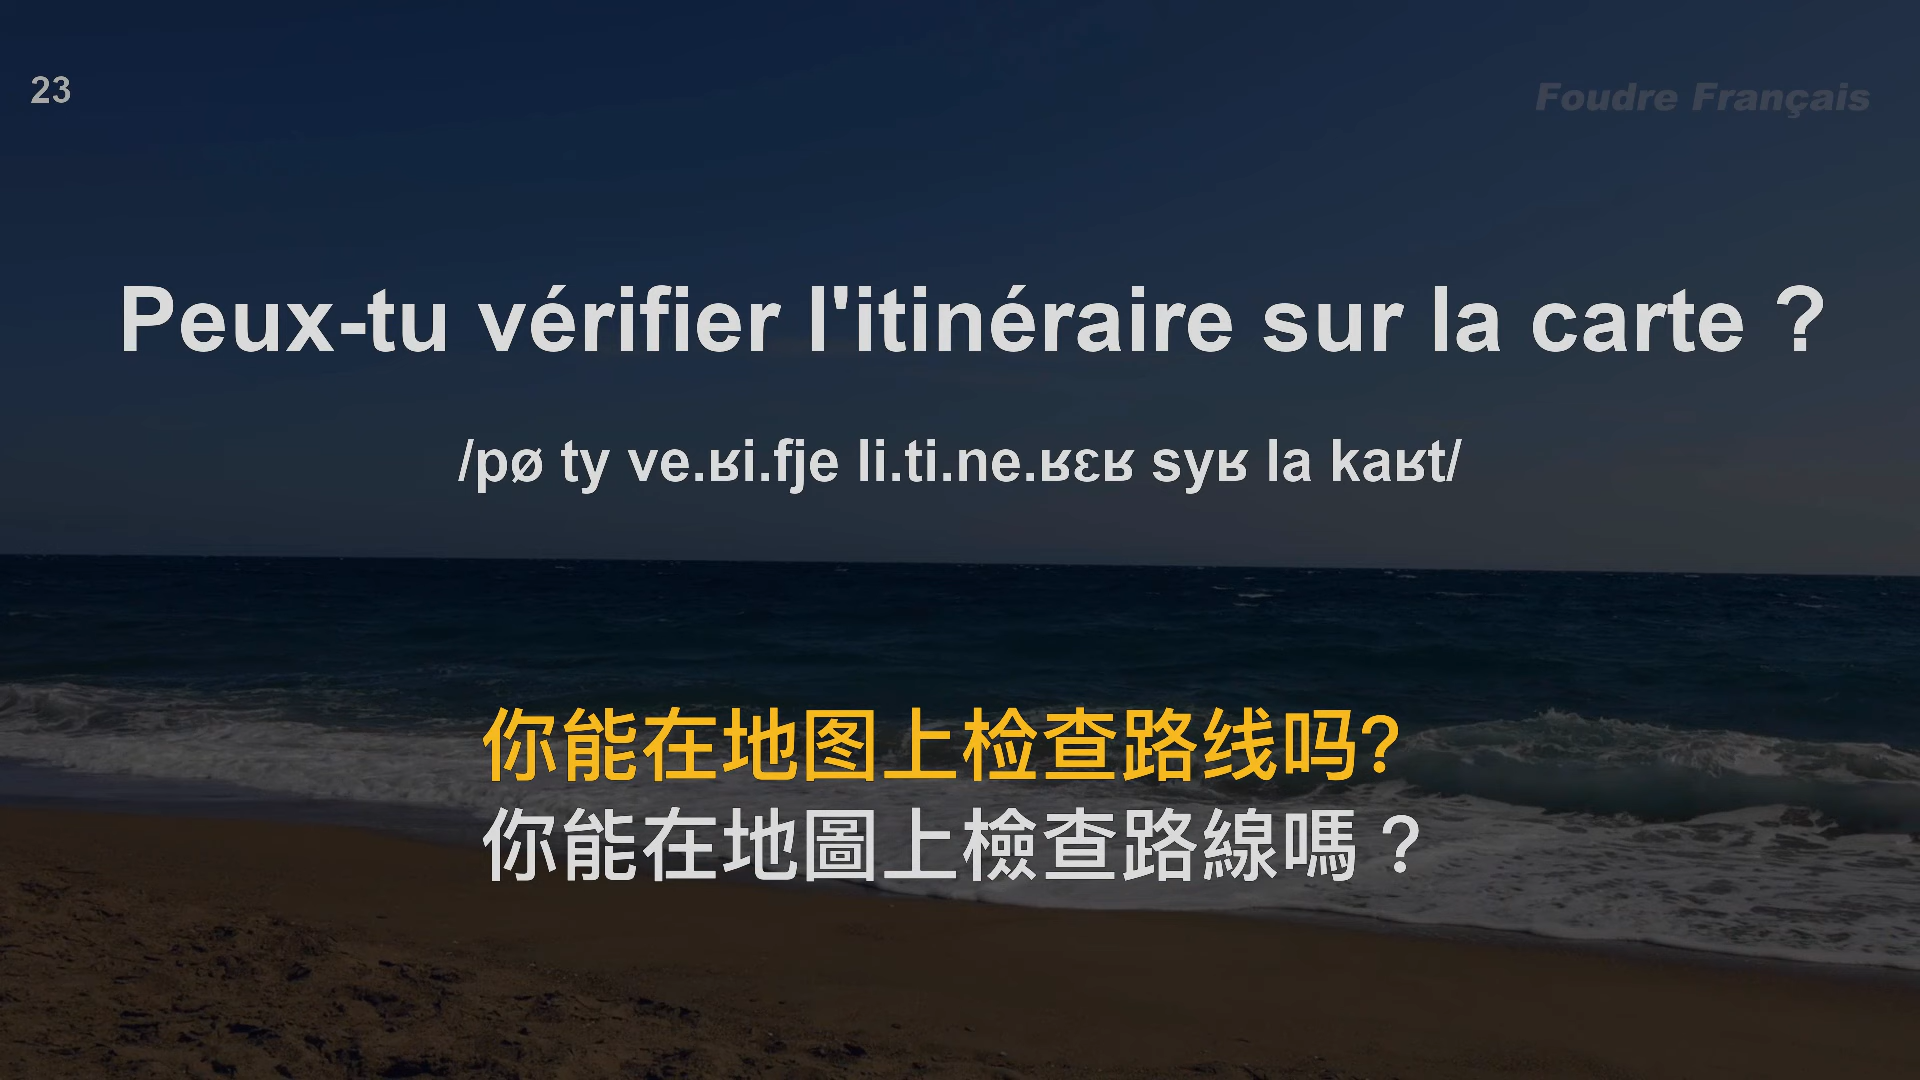 23
Foudre Français
Peux-tu vérifier l'itinéraire sur la carte ?
/pø ty ve.ʁi.fje li.ti.ne.ʁɛʁ syʁ la kaʁt/
你能在地图上检查路线吗?
你能在地圖上檢查路線嗎？